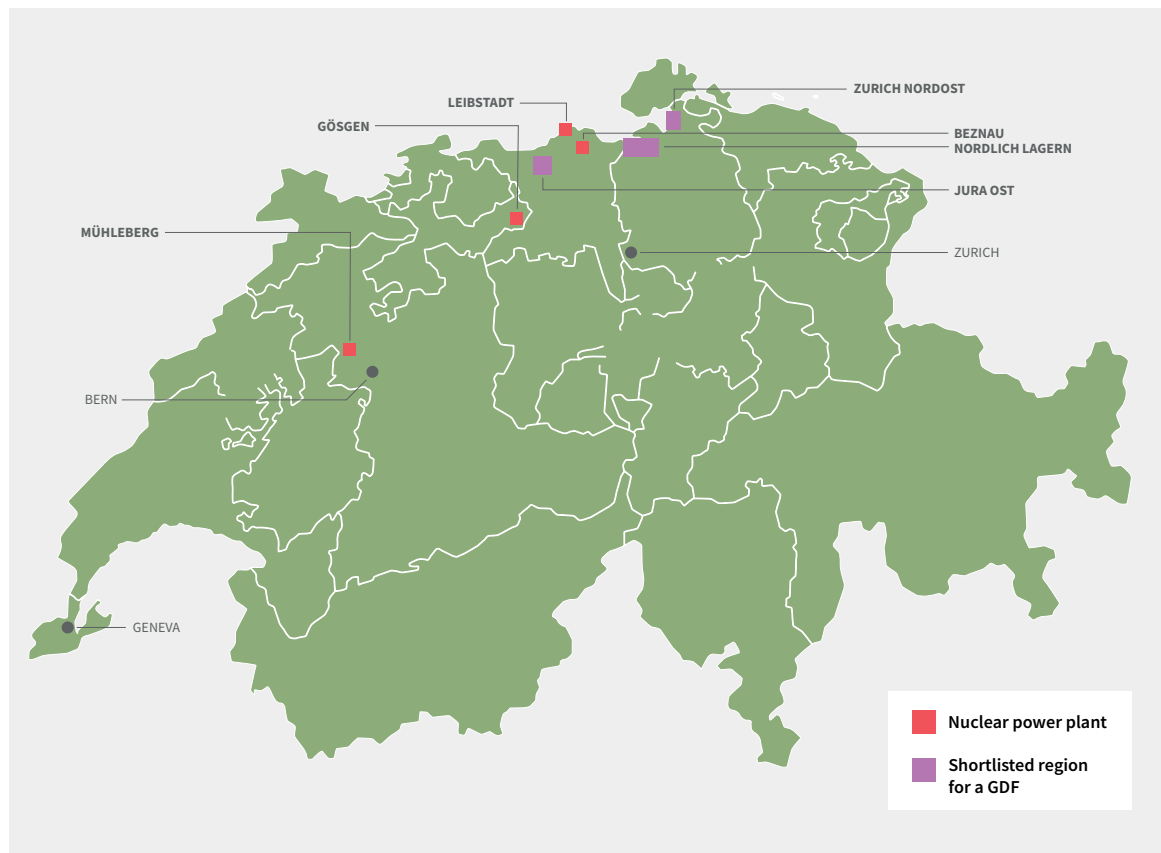 ZURICH NORDOST
LEIBSTADT
GÖSGEN
BEZNAU
NORDLICH LAGERN
JURA OST
MÜHLEBERG
ZURICH
BERN
GENEVA
Nuclear power plant
Shortlisted region
for a GDF